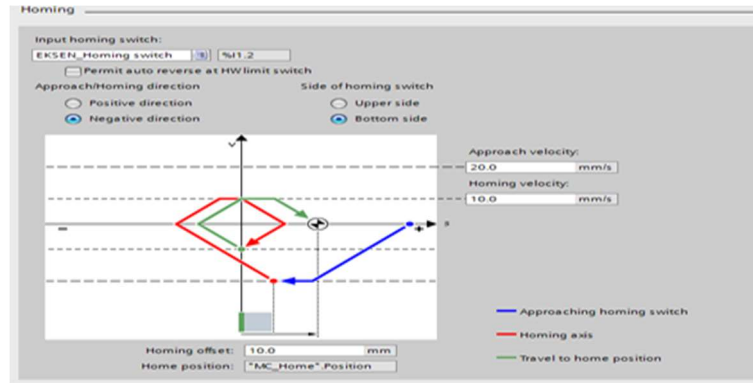 Homing
Input homing switch:
EKSEN_Homing switch %I1.2
Permit auto reverse at HW limit switch
Approach/Homing direction Side of homing switch
Positive direction Upper side
Negative direction Bottom side
v
Approach velocity:
20.0 mm/s
Homing velocity:
10.0 mm/s
− + s
Approaching homing switch
Homing axis
Travel to home position
Homing offset: 10.0 mm
Home position: "MC_Home".Position